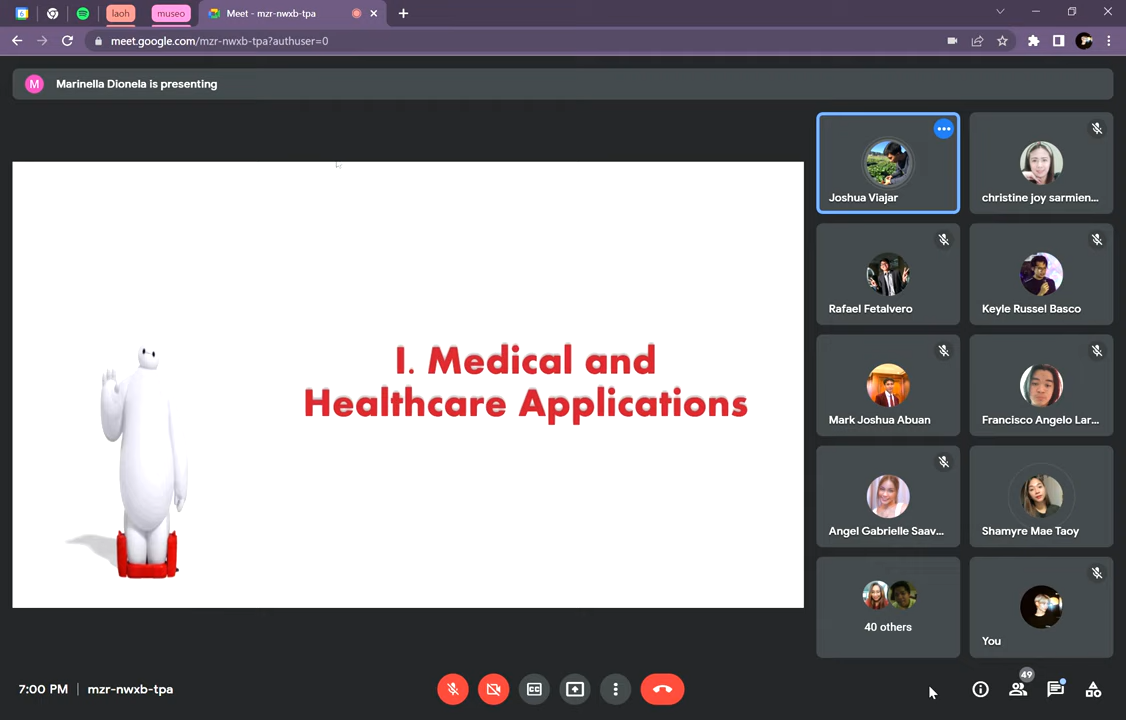 laoh
museo
Meet - mzr-nwxb-tpa
meet.google.com/mzr-nwxb-tpa?authuser=0
M
Marinella Dionela is presenting
I. Medical and
Healthcare Applications
Joshua Viajar
christine joy sarmien...
Rafael Fetalvero
Keyle Russel Basco
Mark Joshua Abuan
Francisco Angelo Lar...
Angel Gabrielle Saav...
Shamyre Mae Taoy
40 others
You
7:00 PM
mzr-nwxb-tpa
CC
49